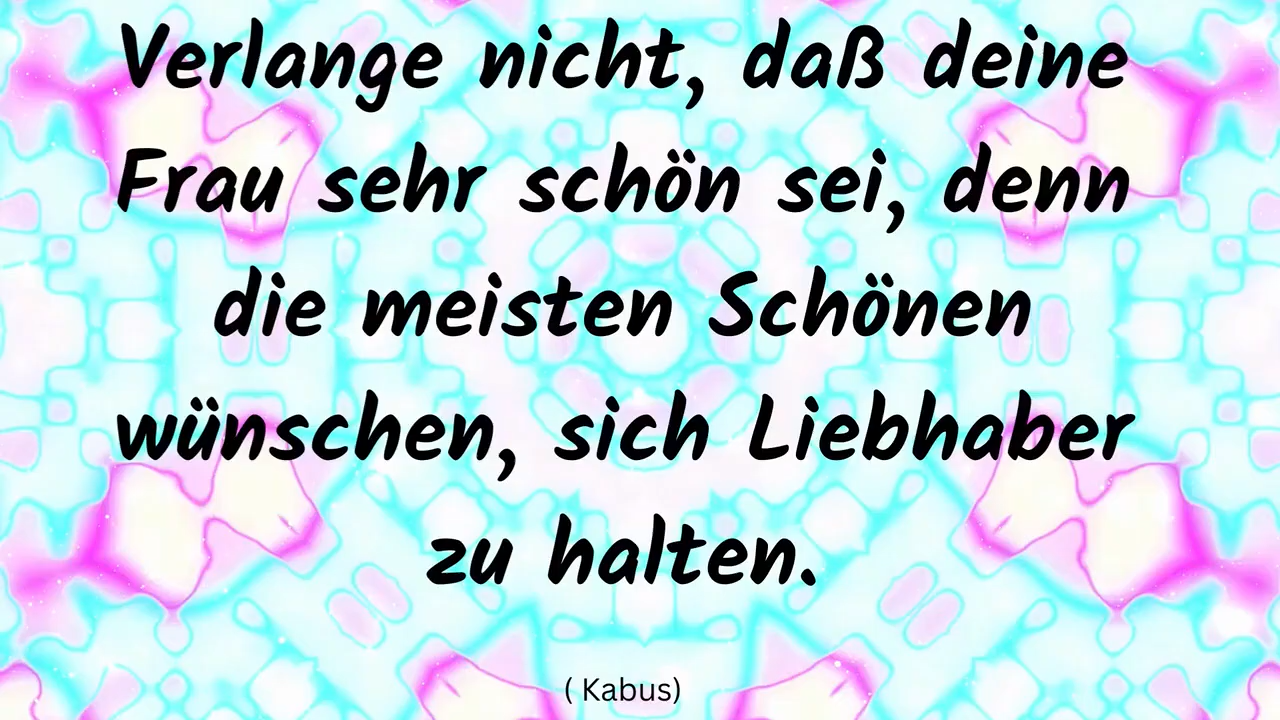 Verlange nicht, daß deine
Frau sehr schön sei, denn
die meisten Schönen
wünschen, sich Liebhaber
zu halten.
( Kabus)